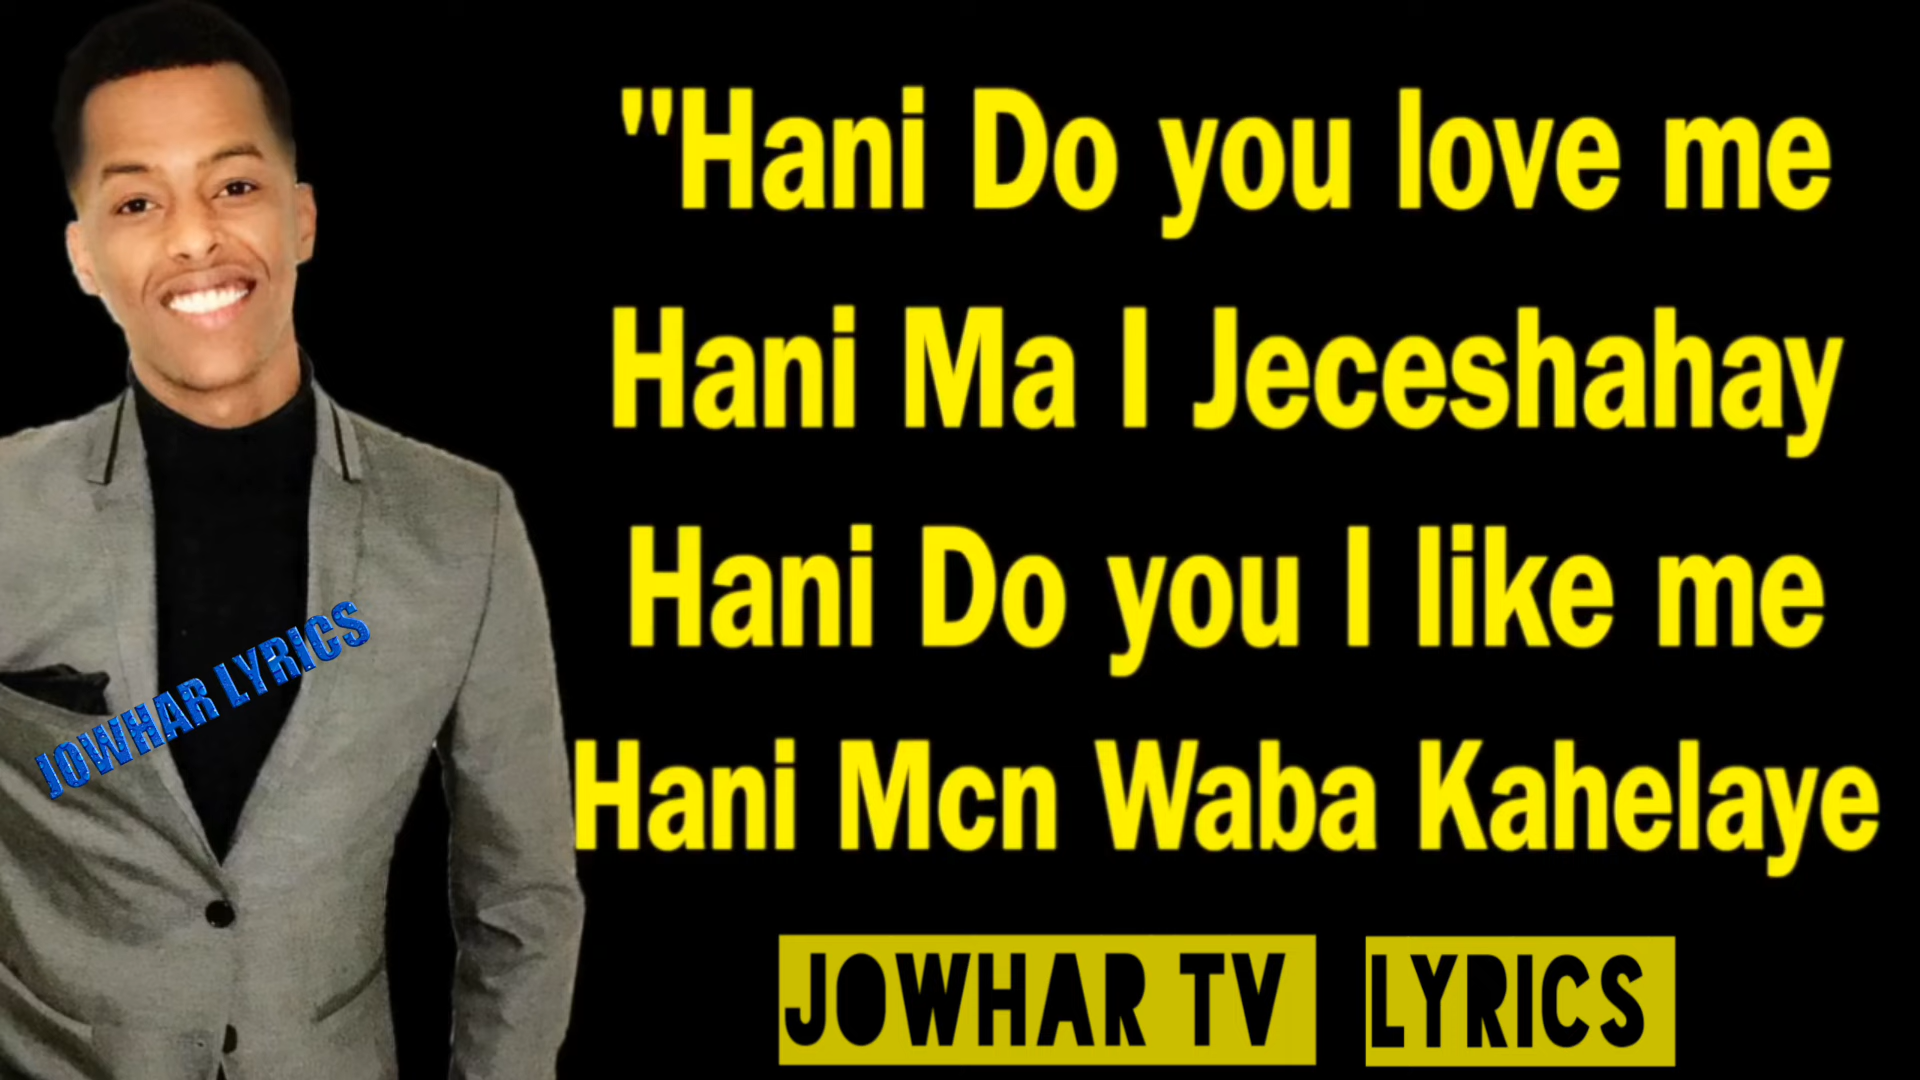 "Hani Do you love me
Hani Ma I Jeceshahay
Hani Do you I like me
Hani Mcn Waba Kahelaye
JOWHAR LYRICS
JOWHAR TV LYRICS